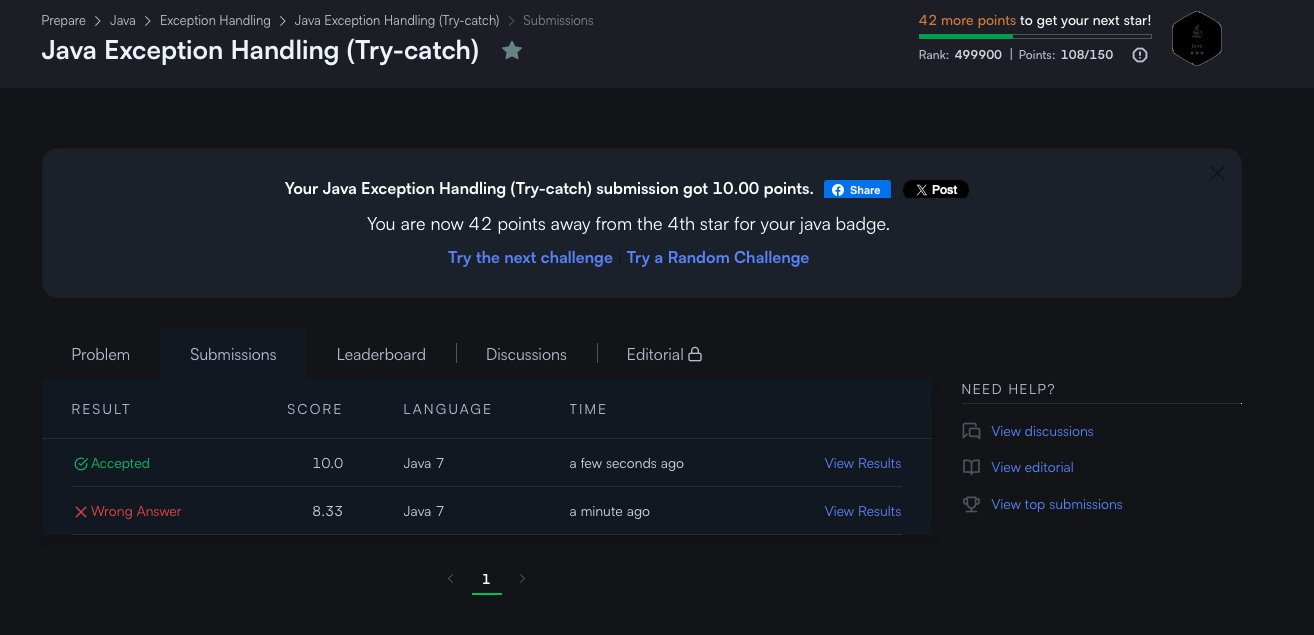 Prepare > Java > Exception Handling > Java Exception Handling (Try-catch) > Submissions
Java Exception Handling (Try-catch)
42 more points to get your next star!
Rank: 499900 | Points: 108/150
Java
Your Java Exception Handling (Try-catch) submission got 10.00 points. Share Post
You are now 42 points away from the 4th star for your java badge.
Try the next challenge | Try a Random Challenge
Problem Submissions Leaderboard Discussions Editorial
RESULT SCORE LANGUAGE TIME
Accepted 10.0 Java 7 a few seconds ago View Results
Wrong Answer 8.33 Java 7 a minute ago View Results
1
NEED HELP?
View discussions
View editorial
View top submissions